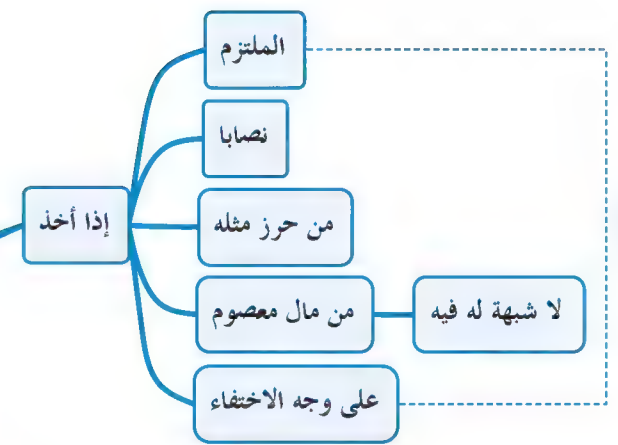 إذا أخذ
الملتزم
نصابا
من حرز مثله
من مال معصوم
لا شبهة له فيه
على وجه الاختفاء